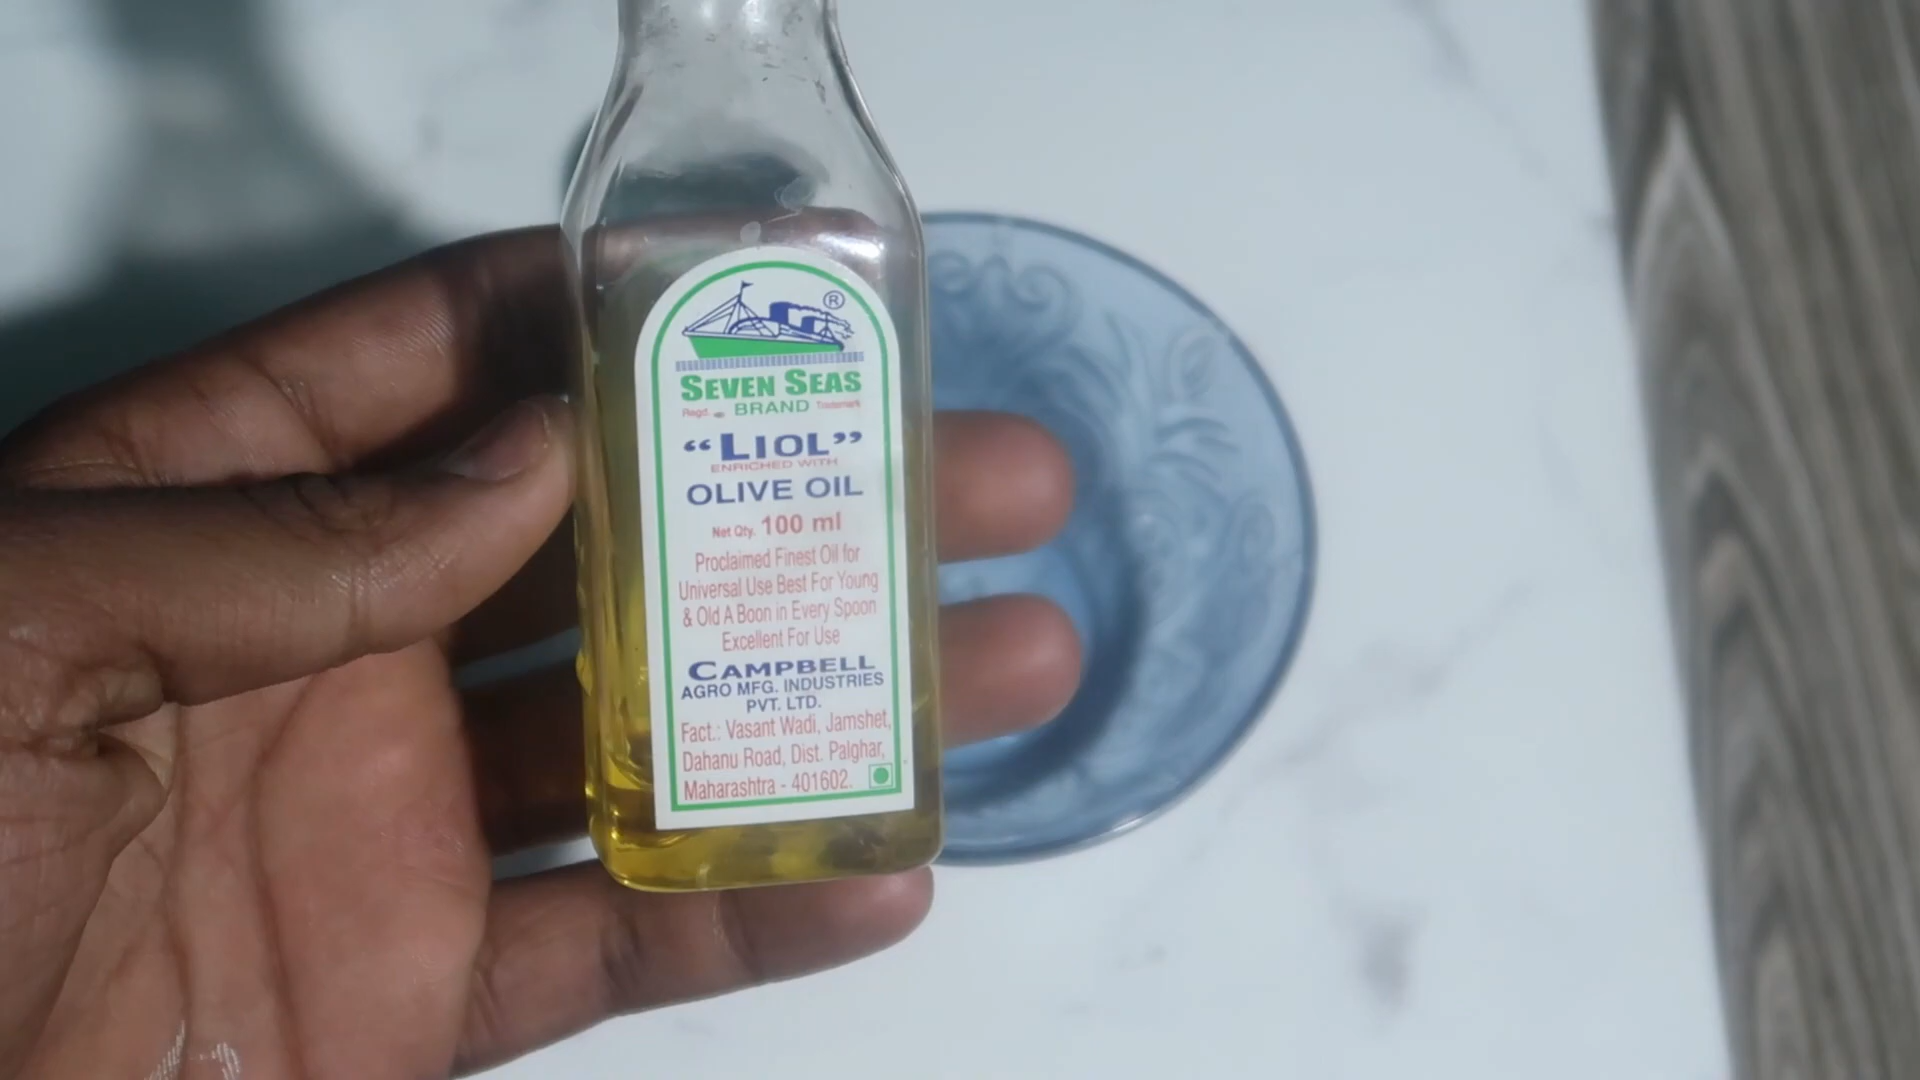 ®
SEVEN SEAS
Regd. BRAND Trademark
“LIOL”
ENRICHED WITH
OLIVE OIL
Net Qty. 100 ml
Proclaimed Finest Oil for
Universal Use Best For Young
& Old A Boon in Every Spoon
Excellent For Use
CAMPBELL
AGRO MFG. INDUSTRIES
PVT. LTD.
Fact.: Vasant Wadi, Jamshet,
Dahanu Road, Dist. Palghar,
Maharashtra - 401602.